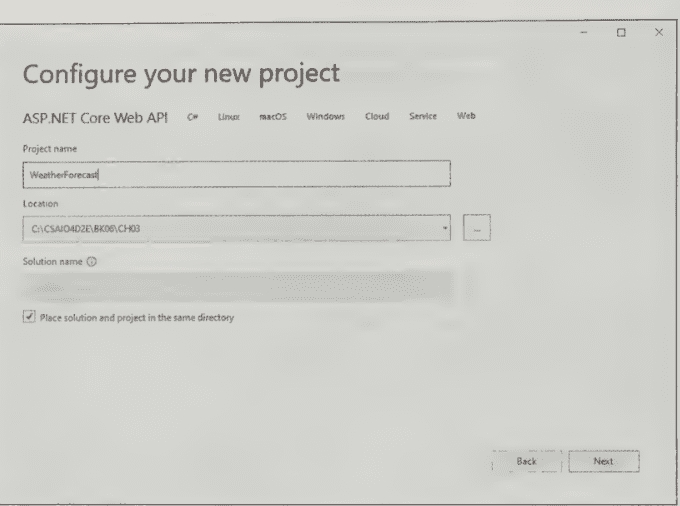 Configure your new project
ASP.NET Core Web API C# Linux macOS Windows Cloud Service Web
Project name
WeatherForecast
Location
C:\CSAIO4D2E\BK06\CH03
...
Solution name
Place solution and project in the same directory
Back Next